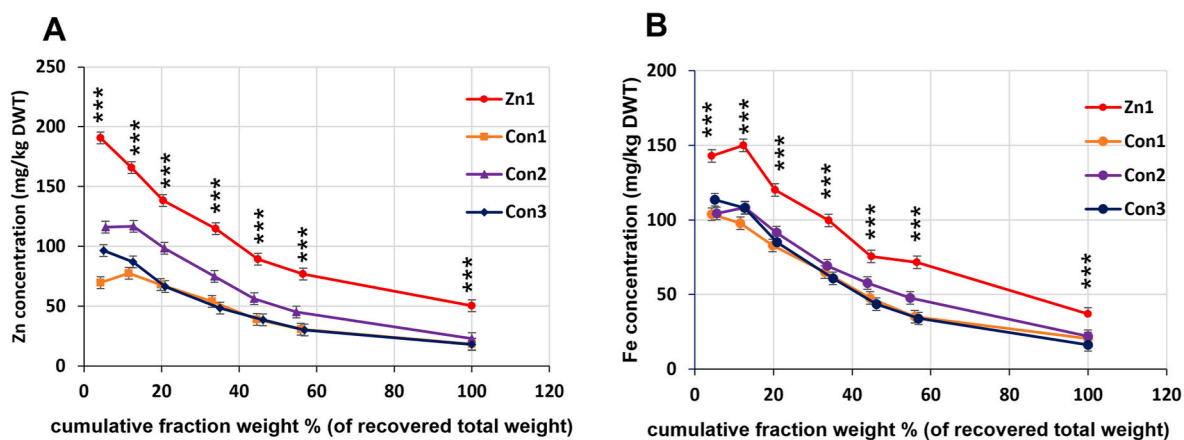 A
Zn concentration (mg/kg DWT)
250
200
150
100
50
0
0 20 40 60 80 100 120
*** *** *** *** *** *** ***
Zn1
Con1
Con2
Con3
cumulative fraction weight % (of recovered total weight)
B
Fe concentration (mg/kg DWT)
200
150
100
50
0
0 20 40 60 80 100 120
*** *** *** *** *** *** ***
Zn1
Con1
Con2
Con3
cumulative fraction weight % (of recovered total weight)